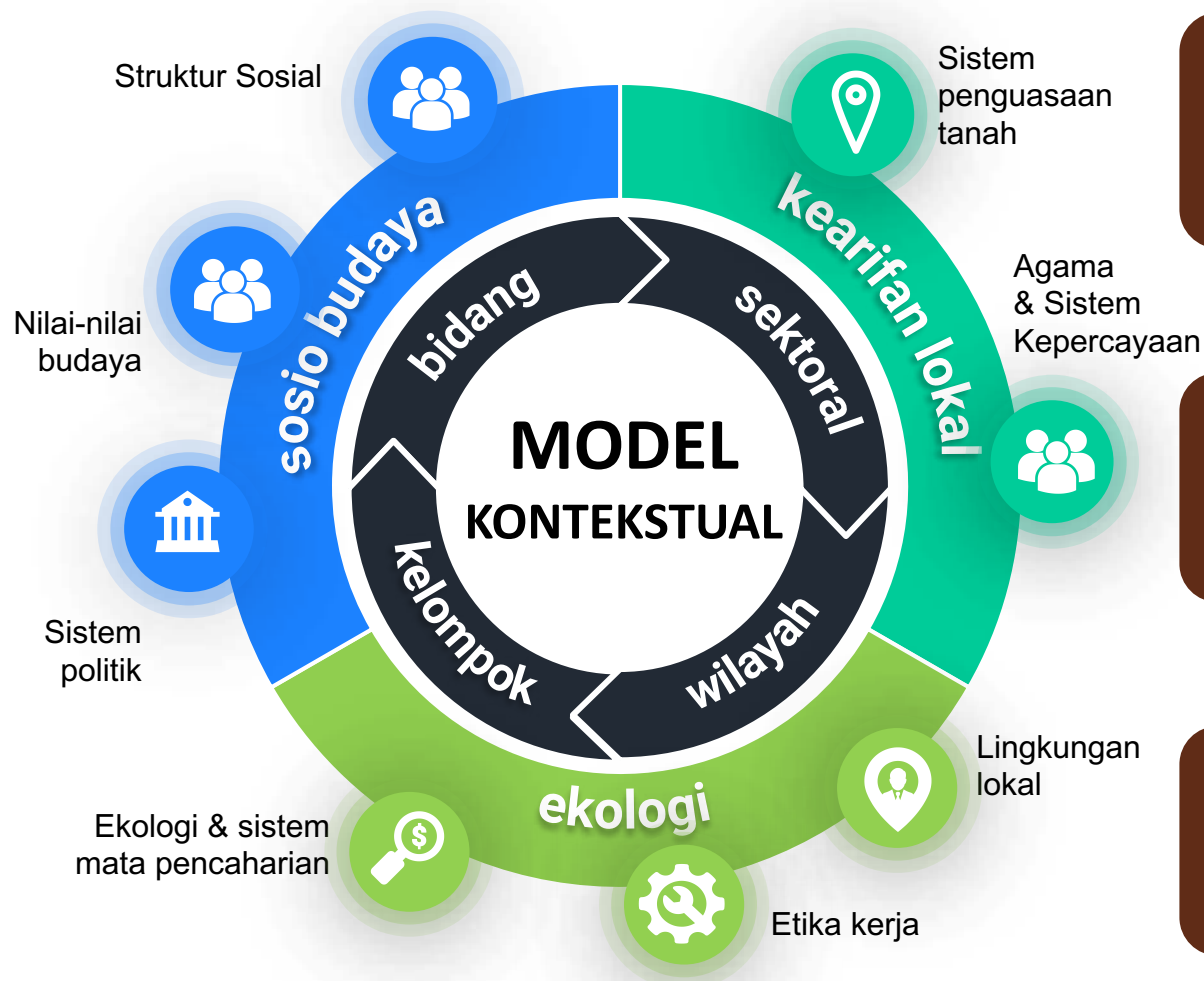 Struktur Sosial
Nilai-nilai
budaya
Sistem
politik
sosio budaya
Sistem
penguasaan
tanah
Agama
& Sistem
Kepercayaan
kearifan lokal
bidang
sektoral
wilayah
kelompok
MODEL
KONTEKSTUAL
ekologi
Lingkungan
lokal
Etika kerja
Ekologi & sistem
mata pencaharian
$